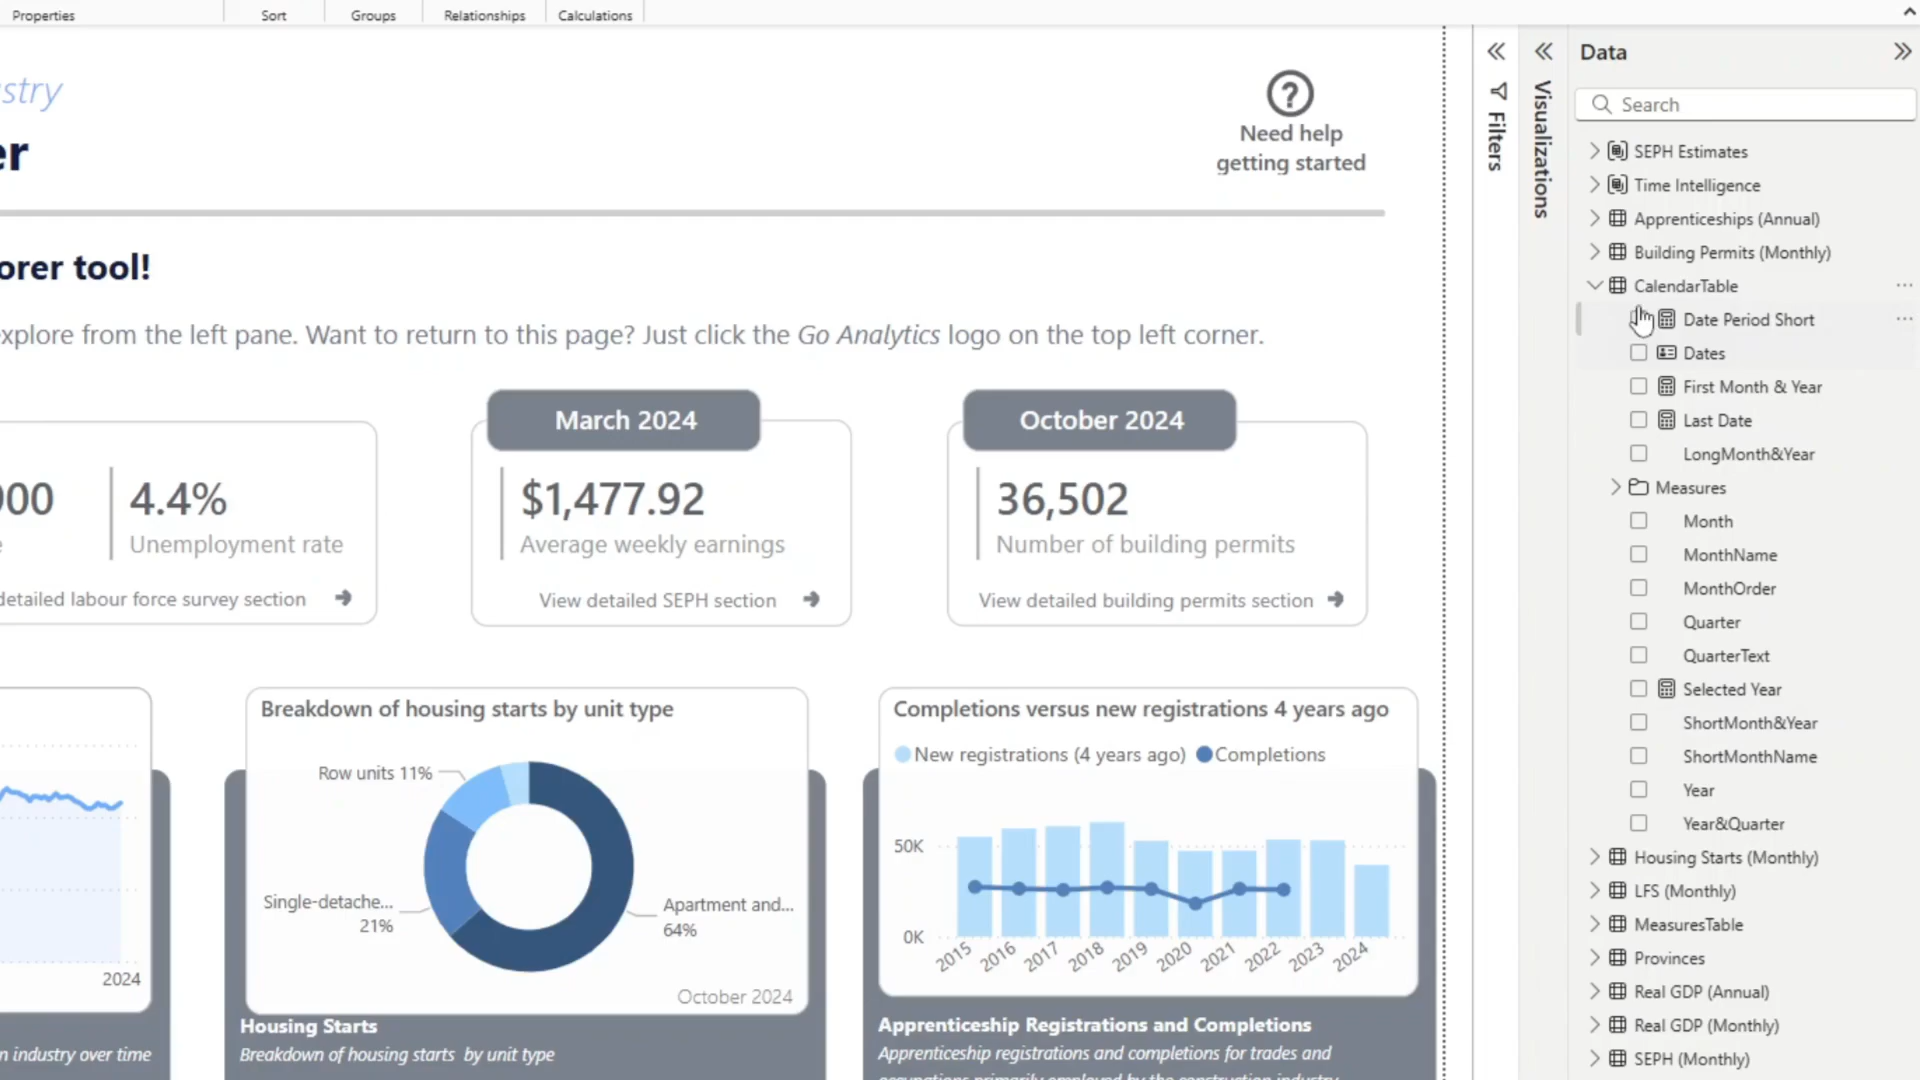 Properties
Sort
Groups
Relationships
Calculations
stry
er
?
Need help
getting started
orer tool!
explore from the left pane. Want to return to this page? Just click the Go Analytics logo on the top left corner.
000
4.4%
Unemployment rate
detailed labour force survey section
March 2024
$1,477.92
Average weekly earnings
View detailed SEPH section
October 2024
36,502
Number of building permits
View detailed building permits section
2024
n industry over time
Breakdown of housing starts by unit type
Row units 11%
Single-detache...
21%
Apartment and...
64%
October 2024
Housing Starts
Breakdown of housing starts by unit type
Completions versus new registrations 4 years ago
New registrations (4 years ago)
Completions
50K
0K
2015
2016
2017
2018
2019
2020
2021
2022
2023
2024
Apprenticeship Registrations and Completions
Apprenticeship registrations and completions for trades and
occupations primarily employed by the construction industry
Filters
Visualizations
Data
Search
SEPH Estimates
Time Intelligence
Apprenticeships (Annual)
Building Permits (Monthly)
CalendarTable
Date Period Short
Dates
First Month & Year
Last Date
LongMonth&Year
Measures
Month
MonthName
MonthOrder
Quarter
QuarterText
Selected Year
ShortMonth&Year
ShortMonthName
Year
Year&Quarter
Housing Starts (Monthly)
LFS (Monthly)
MeasuresTable
Provinces
Real GDP (Annual)
Real GDP (Monthly)
SEPH (Monthly)